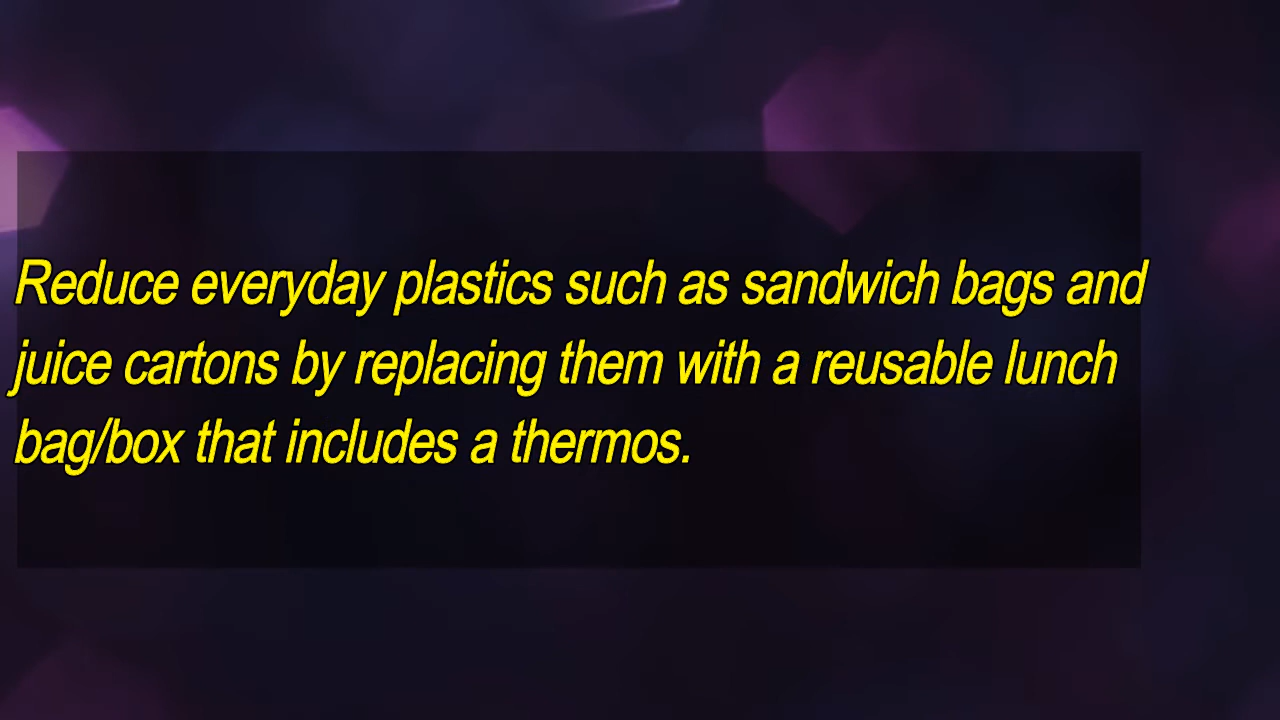 Reduce everyday plastics such as sandwich bags and
juice cartons by replacing them with a reusable lunch
bag/box that includes a thermos.